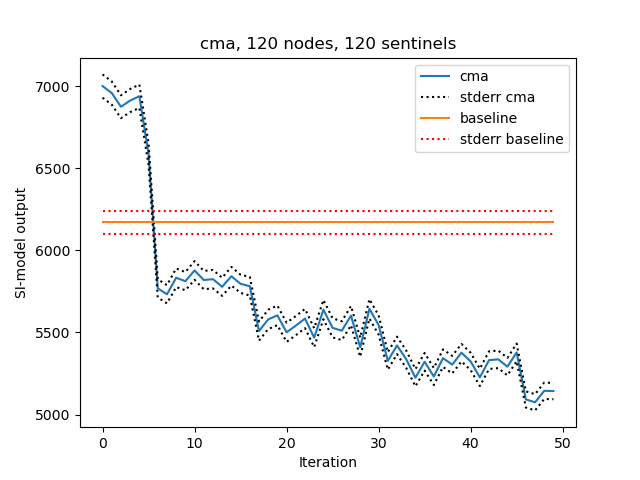 cma, 120 nodes, 120 sentinels
cma
stderr cma
baseline
stderr baseline
SI-model output
7000
6500
6000
5500
5000
0 10 20 30 40 50
Iteration